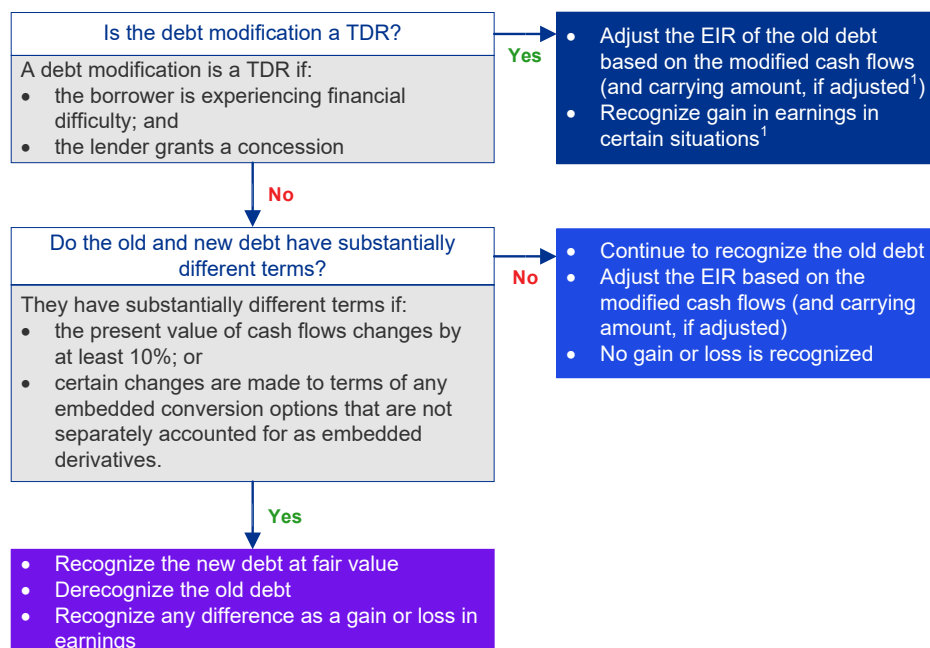 Is the debt modification a TDR?
A debt modification is a TDR if:
• the borrower is experiencing financial
difficulty; and
• the lender grants a concession
Yes
• Adjust the EIR of the old debt
based on the modified cash flows
(and carrying amount, if adjusted¹)
• Recognize gain in earnings in
certain situations¹
No
Do the old and new debt have substantially
different terms?
They have substantially different terms if:
• the present value of cash flows changes by
at least 10%; or
• certain changes are made to terms of any
embedded conversion options that are not
separately accounted for as embedded
derivatives.
No
• Continue to recognize the old debt
• Adjust the EIR based on the
modified cash flows (and carrying
amount, if adjusted)
• No gain or loss is recognized
Yes
• Recognize the new debt at fair value
• Derecognize the old debt
• Recognize any difference as a gain or loss in
earnings